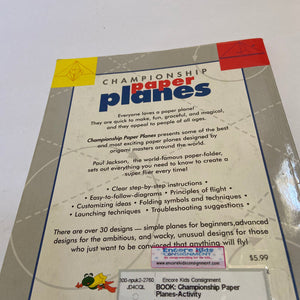 CHAMPIONSHIP
paper
planes
Everyone loves a paper plane!
They are quick to make, fun, graceful, and magical,
and they appeal to people of all ages.
Championship Paper Planes presents some of the best
and most exciting paper planes designed by
origami masters around the world.
Paul Jackson, the world-famous paper-folder,
sets out everything you need to know to create a
super flier every time!
• Clear step-by-step instructions •
Easy-to-follow diagrams • Principles of flight •
Customizing ideas • Folding symbols and techniques •
Launching techniques • Troubleshooting suggestions •
There are over 30 designs — simple planes for beginners, advanced
designs for the ambitious, and wacky, unusual designs for those
who just want to be convinced that anything will fly!
Encore Kids
CONSIGNMENT
www.encorekidsconsignment.com
$5.99
000-npuk2-2760
Encore Kids Consignment
BOOK: Championship Paper
Planes-Activity